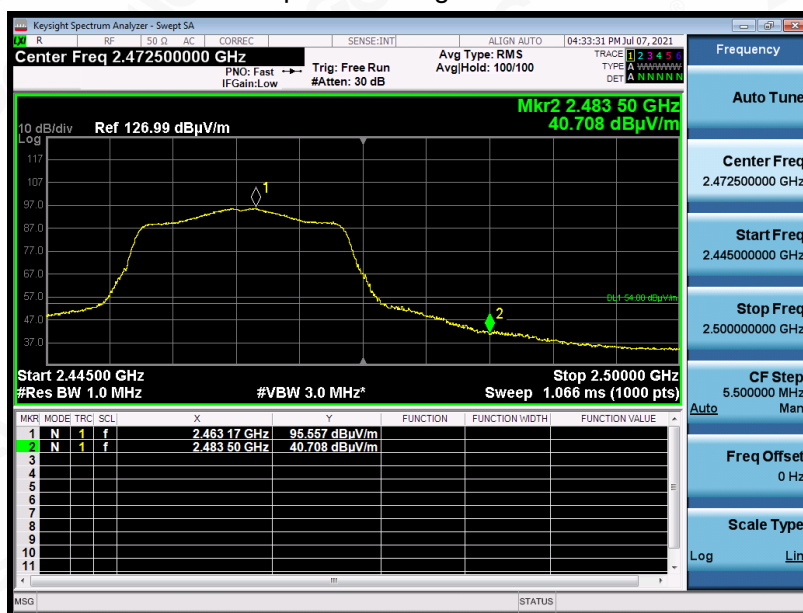 Keysight Spectrum Analyzer - Swept SA
LXI R RF 50 Ω AC CORREC SENSE:INT ALIGN AUTO 04:33:31 PM Jul 07, 2021
Center Freq 2.472500000 GHz
PNO: Fast
IFGain:Low
Trig: Free Run
#Atten: 30 dB
Avg Type: RMS
Avg|Hold: 100/100
TRACE 1 2 3 4 5 6
TYPE A WWWWW
DET A N N N N N
Mkr2 2.483 50 GHz
40.708 dBµV/m
10 dB/div Ref 126.99 dBµV/m
Log
117
107
97.0
87.0
77.0
67.0
57.0
47.0
37.0
1
2
DL1 54.00 dBµV/m
Start 2.44500 GHz Stop 2.50000 GHz
#Res BW 1.0 MHz #VBW 3.0 MHz* Sweep 1.066 ms (1000 pts)
MKR MODE TRC SCL X Y FUNCTION FUNCTION WIDTH FUNCTION VALUE
1 N 1 f 2.463 17 GHz 95.557 dBµV/m
2 N 1 f 2.483 50 GHz 40.708 dBµV/m
3
4
5
6
7
8
9
10
11
MSG STATUS
Frequency
Auto Tune
Center Freq
2.472500000 GHz
Start Freq
2.445000000 GHz
Stop Freq
2.500000000 GHz
CF Step
5.500000 MHz
Auto Man
Freq Offset
0 Hz
Scale Type
Log Lin